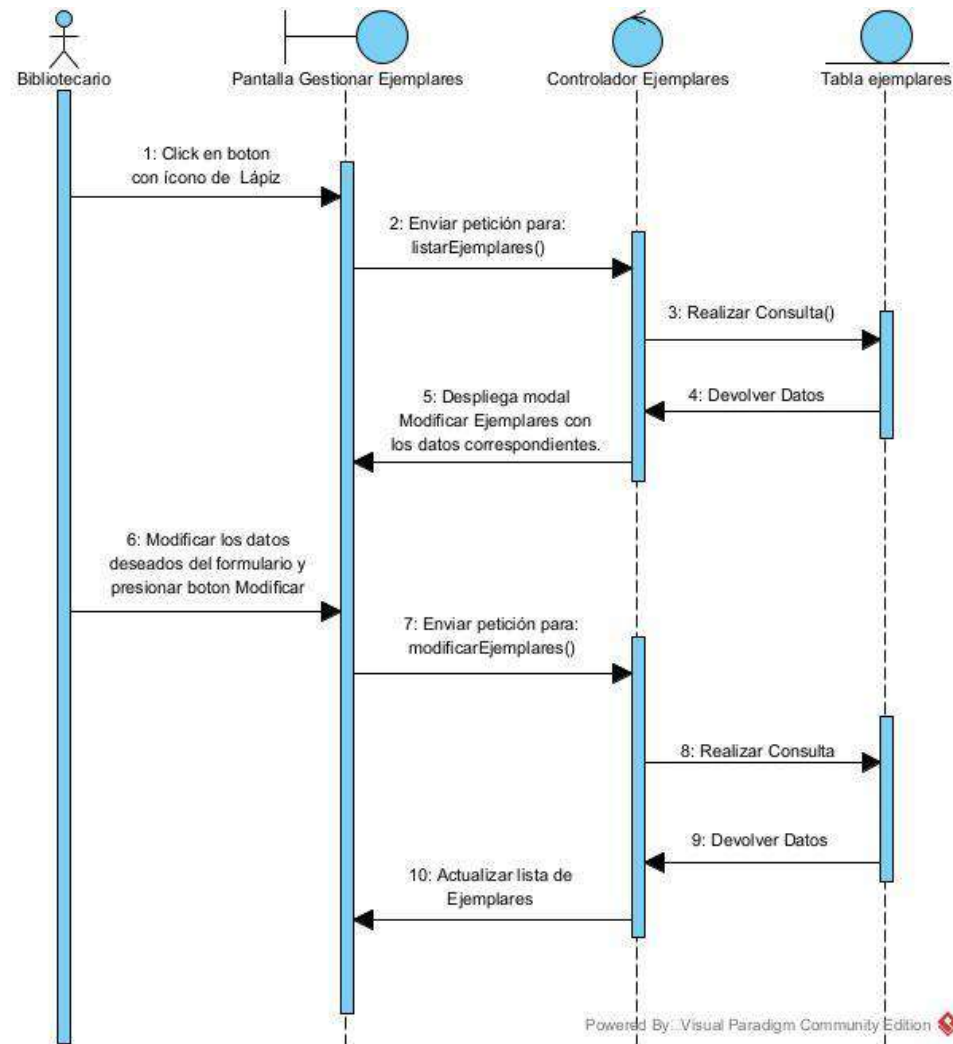 Bibliotecario
Pantalla Gestionar Ejemplares
Controlador Ejemplares
Tabla ejemplares
1: Click en boton
con ícono de Lápiz
2: Enviar petición para:
listarEjemplares()
3: Realizar Consulta()
4: Devolver Datos
5: Despliega modal
Modificar Ejemplares con
los datos correspondientes.
6: Modificar los datos
deseados del formulario y
presionar boton Modificar
7: Enviar petición para:
modificarEjemplares()
8: Realizar Consulta
9: Devolver Datos
10: Actualizar lista de
Ejemplares
Powered By: Visual Paradigm Community Edition